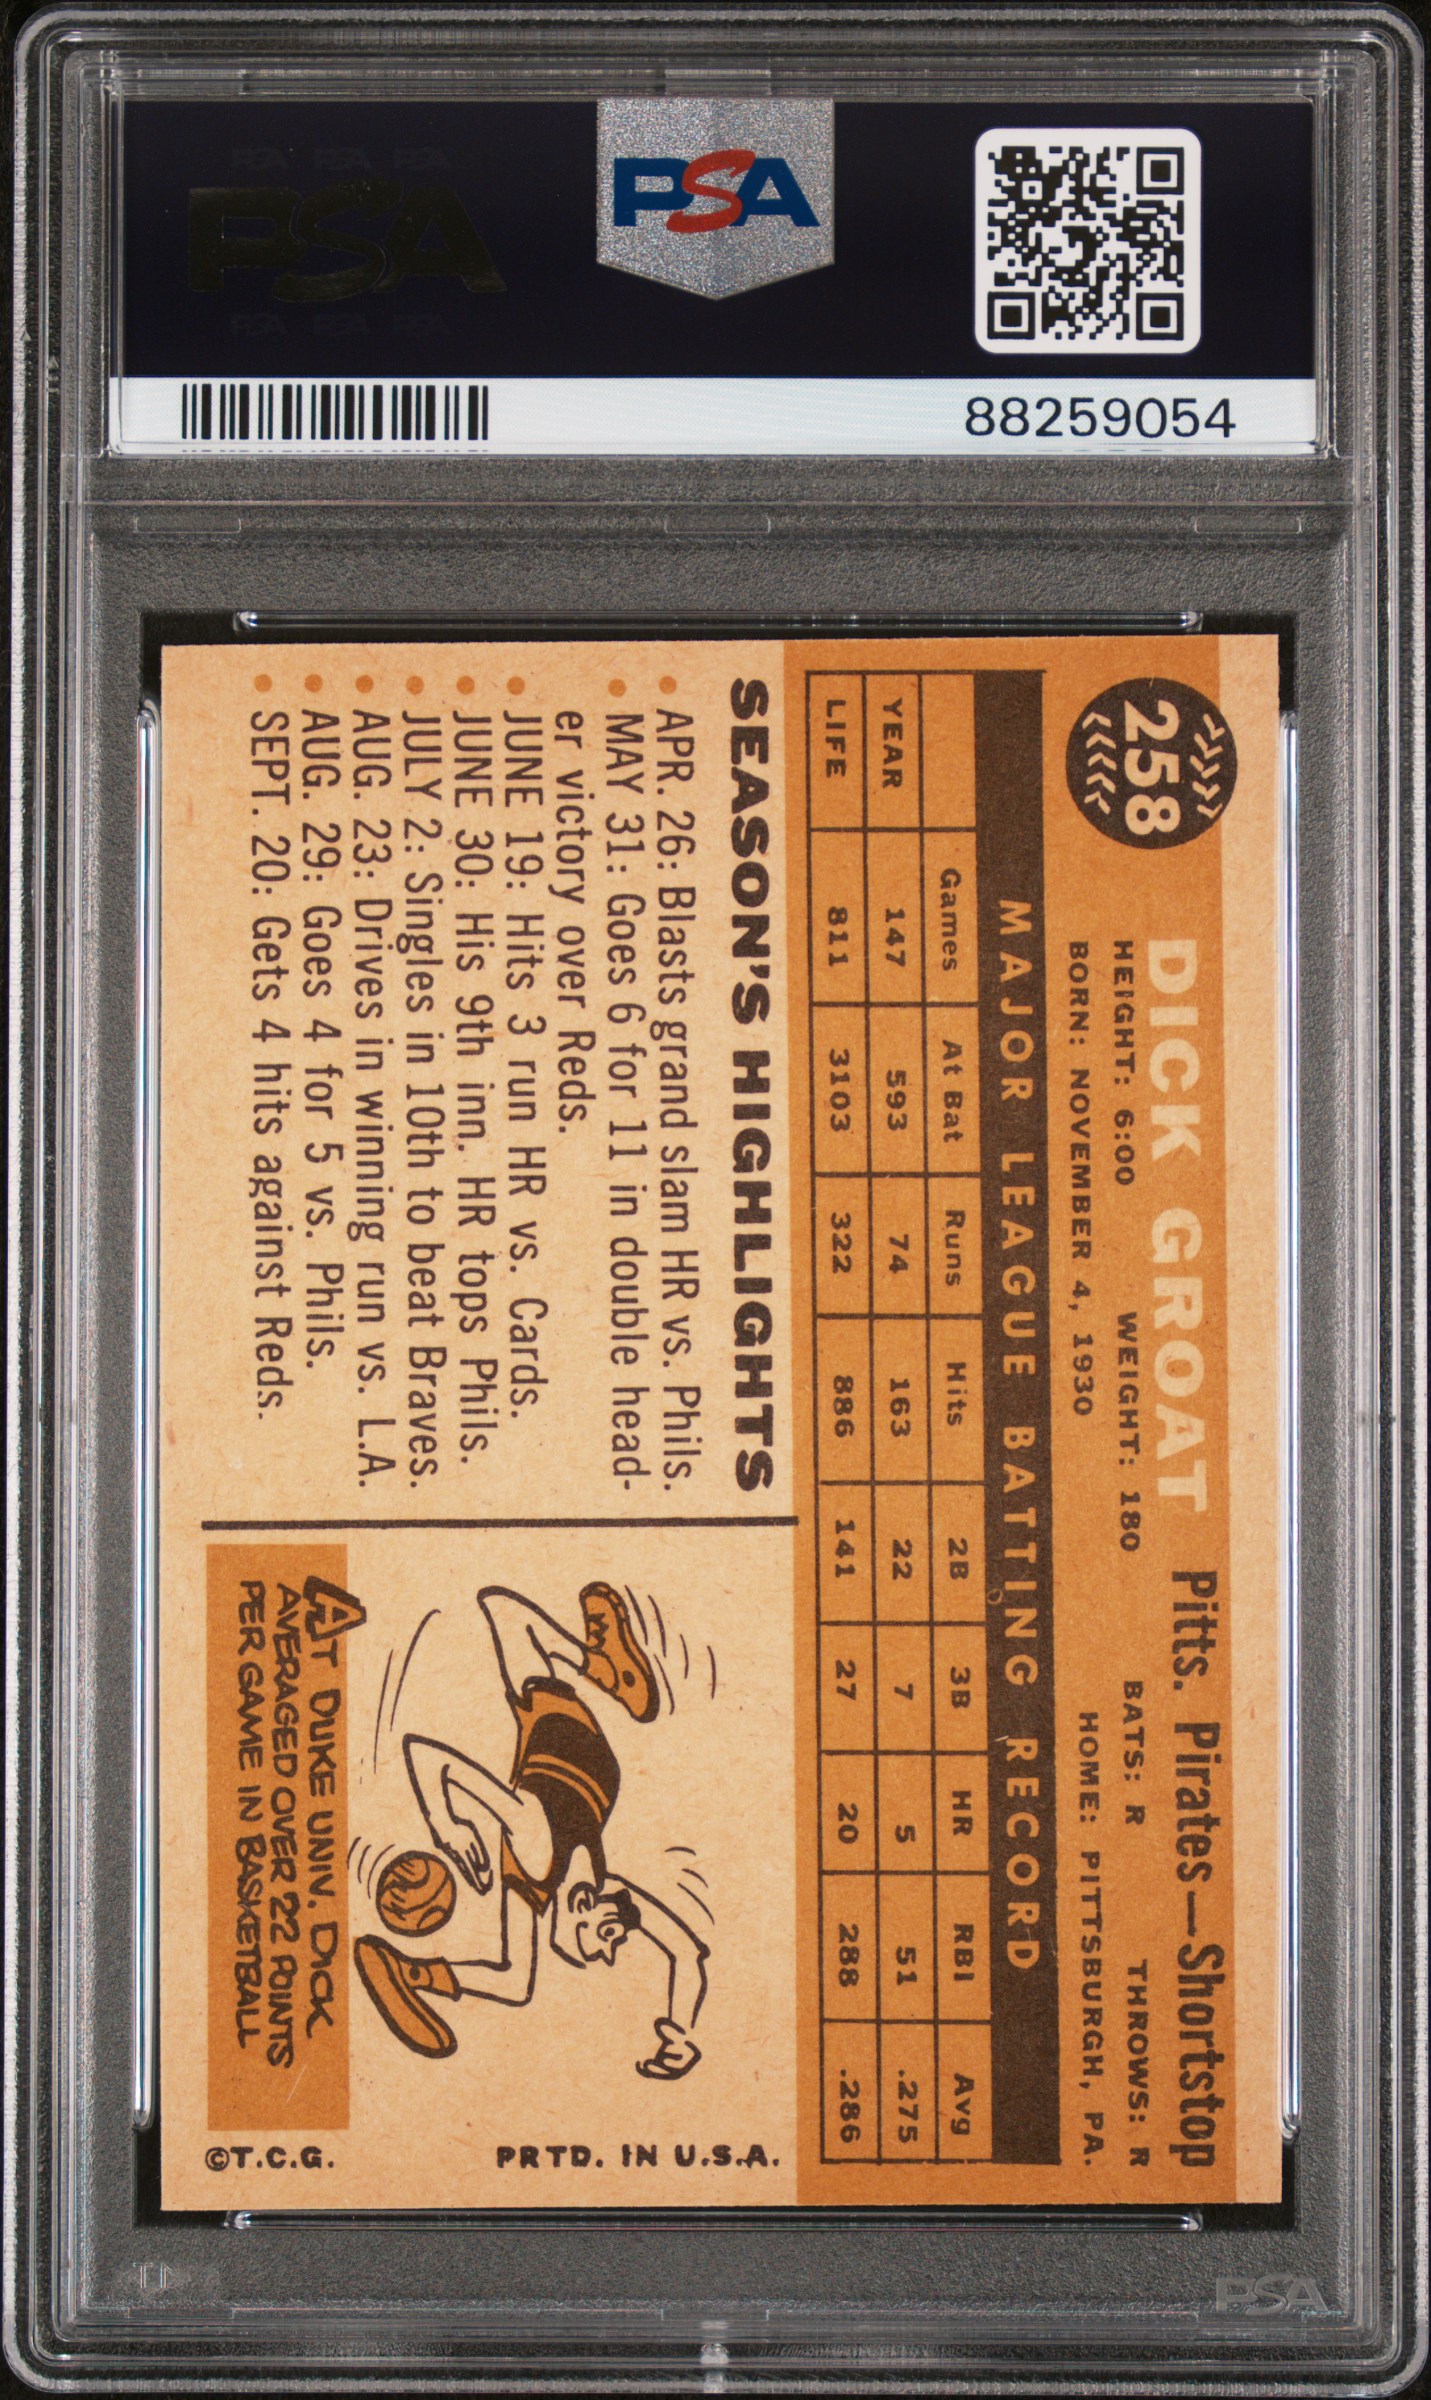 PSA PSA PSA
PSA
PSA PSA PSA
PSA
88259054
258
DICK GROAT Pitts. Pirates—Shortstop
HEIGHT: 6:00 WEIGHT: 180 BATS: R THROWS: R
BORN: NOVEMBER 4, 1930 HOME: PITTSBURGH, PA.
MAJOR LEAGUE BATTING RECORD
Games At Bat Runs Hits 2B 3B HR RBI Avg
YEAR 147 593 74 163 22 7 5 51 .275
LIFE 811 3103 322 886 141 27 20 288 .286
SEASON'S HIGHLIGHTS
• APR. 26: Blasts grand slam HR vs. Phils.
• MAY 31: Goes 6 for 11 in double head-
er victory over Reds.
• JUNE 19: Hits 3 run HR vs. Cards.
• JUNE 30: His 9th inn. HR tops Phils.
• JULY 2: Singles in 10th to beat Braves.
• AUG. 23: Drives in winning run vs. L.A.
• AUG. 29: Goes 4 for 5 vs. Phils.
• SEPT. 20: Gets 4 hits against Reds.
AT DUKE UNIV. DICK
AVERAGED OVER 22 POINTS
PER GAME IN BASKETBALL
©T.C.G. PRTD. IN U.S.A.
PSA